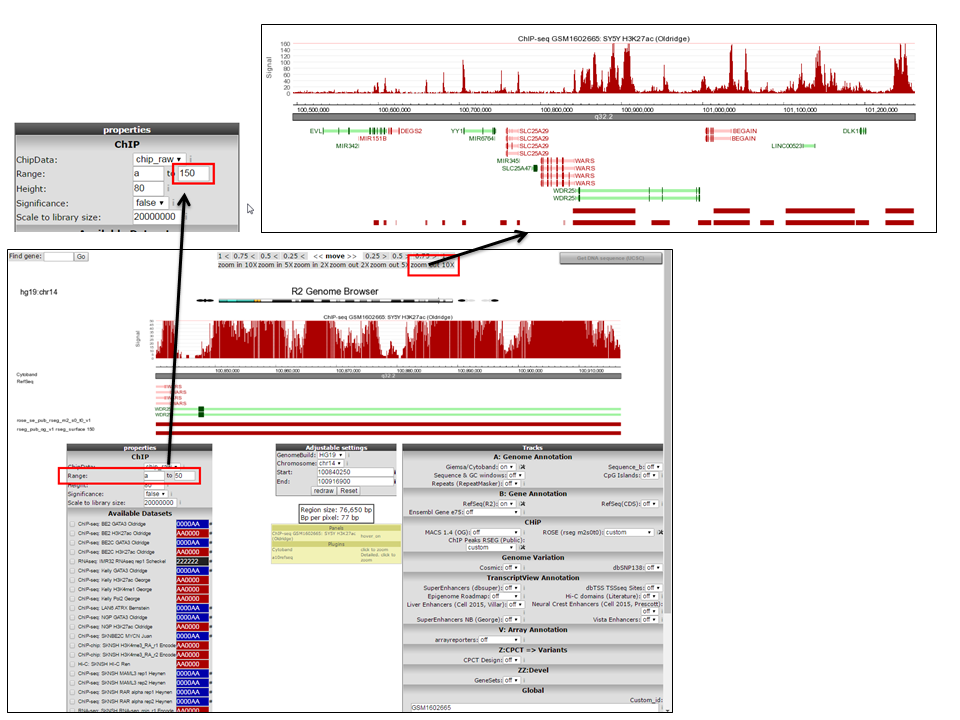 ChIP-seq GSM1602665: SY5Y H3K27ac (Oldridge)
Signal
160
140
120
100
80
60
40
20
0
100,500,000 100,600,000 100,700,000 100,800,000 100,900,000 101,000,000 101,100,000 101,200,000
q32.2
EVL DEGS2 YY1 SLC25A29 BEGAIN DLK1
MIR151B MIR6764 SLC25A29 BEGAIN
MIR342 SLC25A29 LINC00523
SLC25A29
MIR345 WARS
SLC25A47 WARS
WARS
WARS
WDR25
WDR25
properties
ChIP
ChipData: chip_raw
Range: a to 150
Height: 80
Significance: false
Scale to library size: 20000000
Find gene: Go
1 < 0.75 < 0.5 < 0.25 < << move >> 0.25 > 0.5 > 0.75 >
zoom in 10X zoom in 5X zoom in 2X zoom out 2X zoom out 5X zoom out 10X
Get DNA sequence (UCSC)
hg19:chr14
R2 Genome Browser
ChIP-seq GSM1602665: SY5Y H3K27ac (Oldridge)
Signal
100,850,000 100,860,000 100,870,000 100,880,000 100,890,000 100,900,000 100,910,000
Cytoband
q32.2
RefSeq
WARS
WARS
WARS
WARS
WDR25
WDR25
rose_se_pub_rseg_m2_s0_t0_v1
rseg_pub_sg_v1 rseg_surface 150
properties
ChIP
ChipData: chip_raw
Range: a to 50
Height: 80
Significance: false
Scale to library size: 20000000
Available Datasets
ChIP-seq: BE2 GATA3 Oldridge 0000AA
ChIP-seq: BE2 H3K27ac Oldridge AA0000
ChIP-seq: BE2C GATA3 Oldridge 0000AA
ChIP-seq: BE2C H3K27ac Oldridge AA0000
RNAseq: IMR32 RNAseq rep1 Scheckel 222222
ChIP-seq: Kelly GATA3 Oldridge 0000AA
ChIP-seq: Kelly H3K27ac George AA0000
ChIP-seq: Kelly H3K4me1 George AA0000
ChIP-seq: Kelly Pol2 George AA0000
ChIP-seq: LAN6 ATRX Bernstein 0000AA
ChIP-seq: NGP GATA3 Oldridge 0000AA
ChIP-seq: NGP H3K27ac Oldridge AA0000
ChIP-seq: SKNBE2C MYCN Juan 0000AA
ChIP-chip: SKNSH H3K4me3_RA_r1 Encode AA0000
ChIP-chip: SKNSH H3K4me3_RA_r2 Encode AA0000
Hi-C: SKNSH Hi-C Ren AA0000
ChIP-seq: SKNSH MAML3 rep1 Heynen 0000AA
ChIP-seq: SKNSH MAML3 rep2 Heynen 0000AA
ChIP-seq: SKNSH RAR alpha rep1 Heynen 0000AA
ChIP-seq: SKNSH RAR alpha rep2 Heynen 0000AA
Adjustable settings
GenomeBuild: HG19
Chromosome: chr14
Start: 100840250
End: 100916900
redraw Reset
Region size: 76,650 bp
Bp per pixel: 77 bp
Panels
ChIP-seq GSM1602665: SY5Y H3K27ac (Oldridge) hover: on
Plugins
Cytoband click to zoom
Detailed. click to zoom
Tracks
A: Genome Annotation
Giemsa/Cytoband: on Sequence_b: off
Sequence & GC windows: off CpG Islands: off
Repeats (RepeatMasker): off
B: Gene Annotation
RefSeq(R2): on RefSeq(CDS): off
Ensembl Gene e75: off
CHiP
MACS 1.4 (OG): off ROSE (rseg m2s0t0): custom
ChIP Peaks RSEG (Public): custom
Genome Variation
Cosmic: off dbSNP138: off
TranscriptView Annotation
SuperEnhancers (dbsuper): off dbTSS TSSseq Sites: off
Epigenome Roadmap: off Hi-C domains (Literature): off
Liver Enhancers (Cell 2015, Villar): off Neural Crest Enhancers (Cell 2015, Prescott): off
SuperEnhancers NB (George): off Vista Enhancers: off
V: Array Annotation
arrayreporters: off
Z:CPCT => Variants
CPCT Design: off
ZZ:Devel
GeneSets: off
Global
Custom_id:
GSM1602665